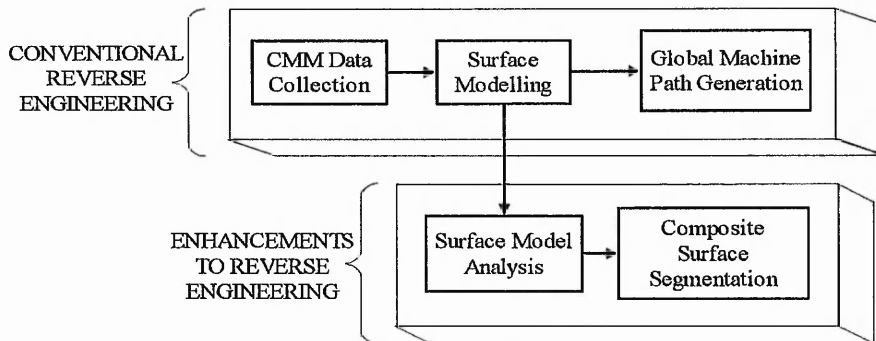 CONVENTIONAL
REVERSE
ENGINEERING
CMM Data
Collection
Surface
Modelling
Global Machine
Path Generation
ENHANCEMENTS
TO REVERSE
ENGINEERING
Surface Model
Analysis
Composite
Surface
Segmentation